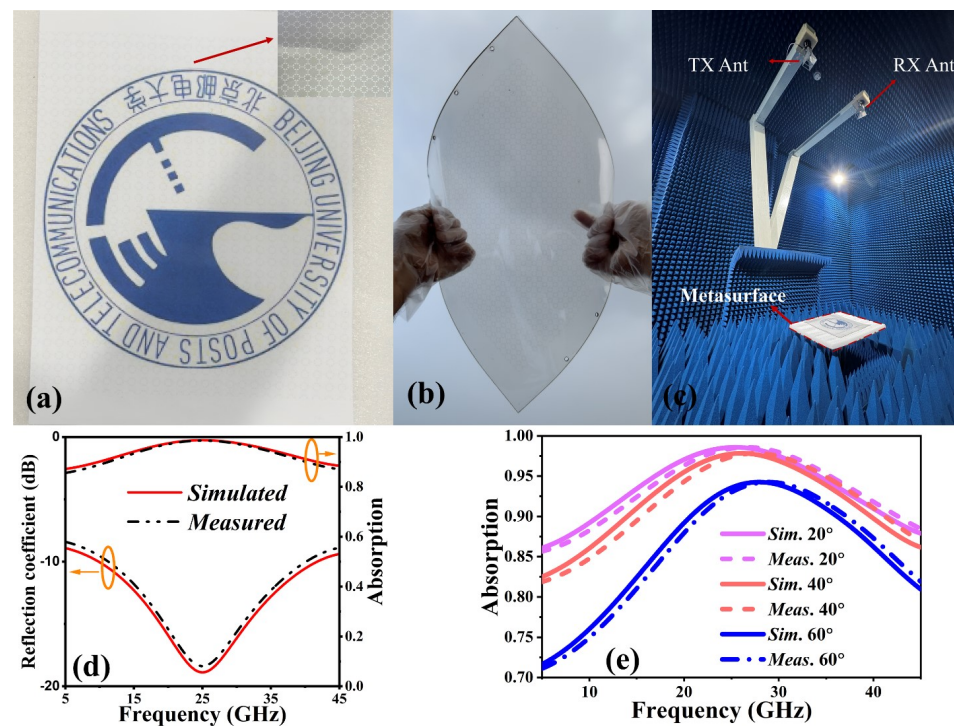 北京邮电大学
BEIJING UNIVERSITY OF POSTS AND TELECOMMUNICATIONS
(a)
(b)
TX Ant
RX Ant
Metasurface
(c)
Reflection coefficient (dB)
0
-10
-20
Simulated
Measured
1.0
0.8
0.6
0.4
0.2
0.0
Absorption
(d)
5 15 25 35 45
Frequency (GHz)
Absorption
1.00
0.95
0.90
0.85
0.80
0.75
0.70
Sim. 20°
Meas. 20°
Sim. 40°
Meas. 40°
Sim. 60°
Meas. 60°
(e)
10 20 30 40
Frequency (GHz)